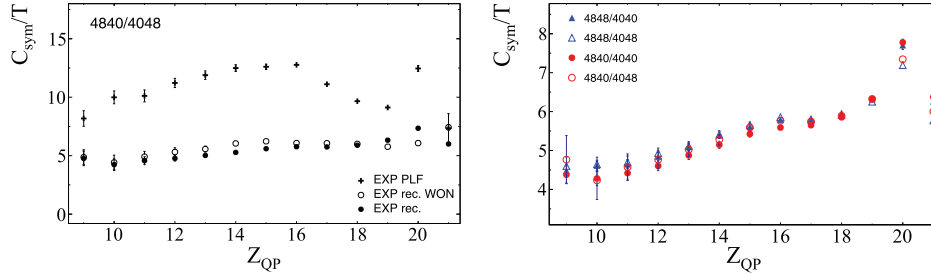 4840/4048
C_sym/T
15
10
5
0
EXP PLF
EXP rec. WON
EXP rec.
10 12 14 16 18 20
Z_QP
C_sym/T
8
7
6
5
4
4848/4040
4848/4048
4840/4040
4840/4048
10 12 14 16 18 20
Z_QP